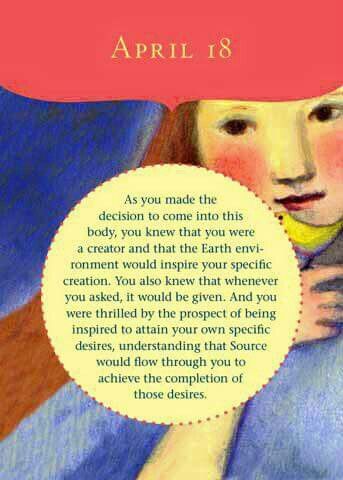 April 18
As you made the
decision to come into this
body, you knew that you were
a creator and that the Earth envi-
ronment would inspire your specific
creation. You also knew that whenever
you asked, it would be given. And you
were thrilled by the prospect of being
inspired to attain your own specific
desires, understanding that Source
would flow through you to
achieve the completion of
those desires.